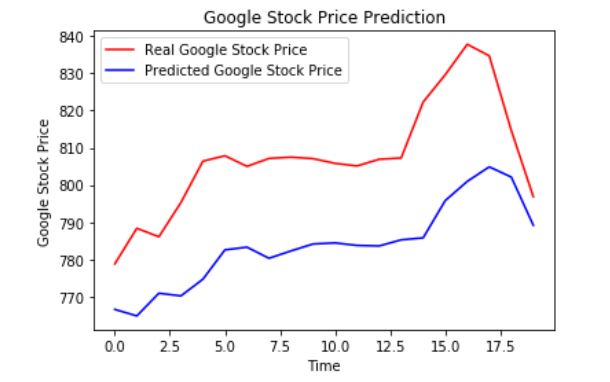 Google Stock Price Prediction
Real Google Stock Price
Predicted Google Stock Price
Google Stock Price
840
830
820
810
800
790
780
770
0.0 2.5 5.0 7.5 10.0 12.5 15.0 17.5
Time